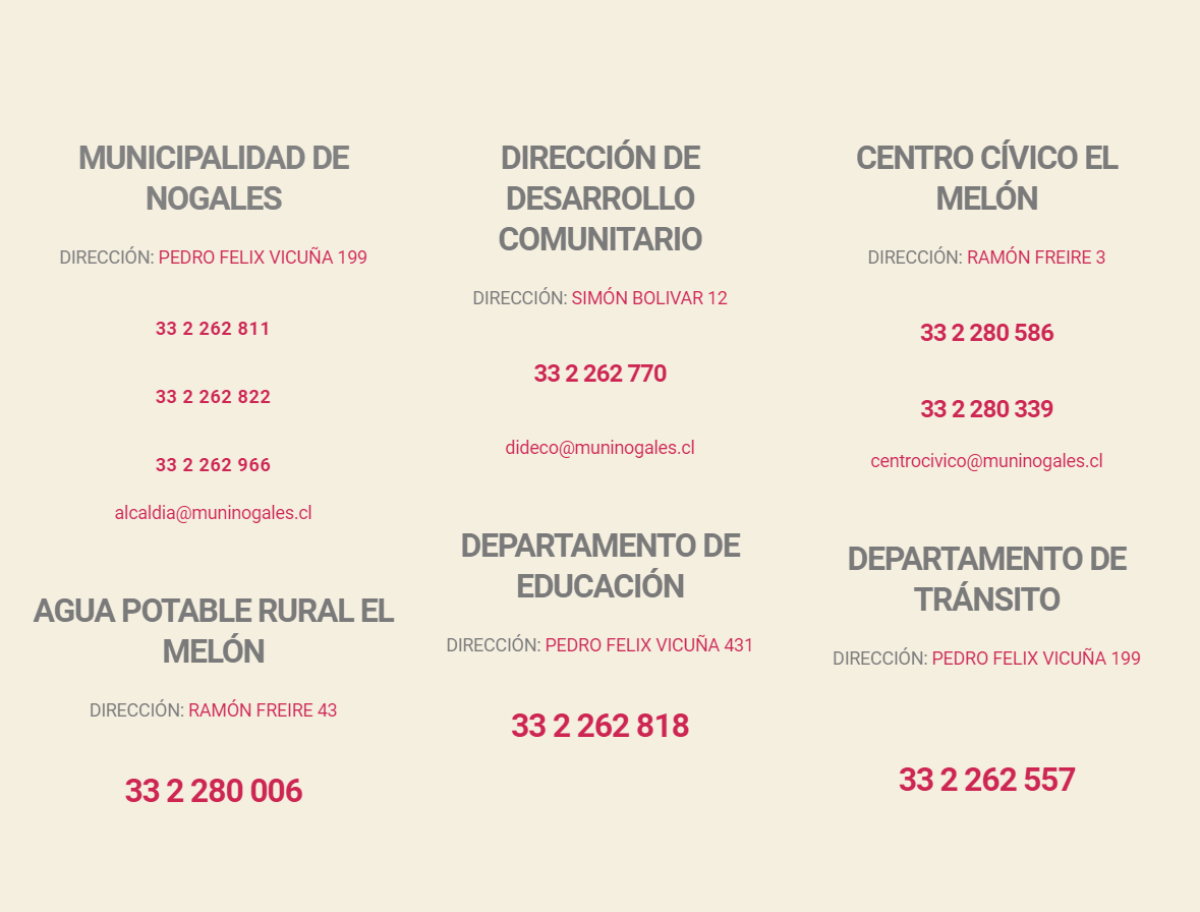 MUNICIPALIDAD DE
NOGALES
DIRECCIÓN: PEDRO FELIX VICUÑA 199
33 2 262 811
33 2 262 822
33 2 262 966
alcaldia@muninogales.cl
AGUA POTABLE RURAL EL
MELÓN
DIRECCIÓN: RAMÓN FREIRE 43
33 2 280 006
DIRECCIÓN DE
DESARROLLO
COMUNITARIO
DIRECCIÓN: SIMÓN BOLIVAR 12
33 2 262 770
dideco@muninogales.cl
DEPARTAMENTO DE
EDUCACIÓN
DIRECCIÓN: PEDRO FELIX VICUÑA 431
33 2 262 818
CENTRO CÍVICO EL
MELÓN
DIRECCIÓN: RAMÓN FREIRE 3
33 2 280 586
33 2 280 339
centrocivico@muninogales.cl
DEPARTAMENTO DE
TRÁNSITO
DIRECCIÓN: PEDRO FELIX VICUÑA 199
33 2 262 557